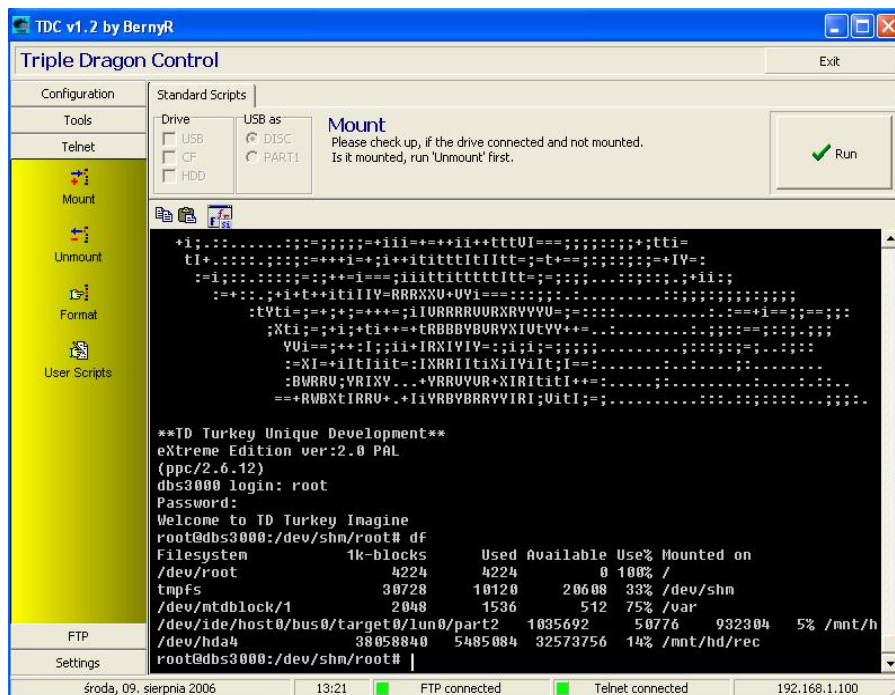 TDC v1.2 by BernyR
Triple Dragon Control
Exit
Configuration
Tools
Telnet
Mount
Unmount
Format
User Scripts
FTP
Settings
Standard Scripts
Drive
USB
CF
HDD
USB as
DISC
PART1
Mount
Please check up, if the drive connected and not mounted.
Is it mounted, run 'Unmount' first.
Run
**TD Turkey Unique Development**
eXtreme Edition ver:2.0 PAL
(ppc/2.6.12)
dbs3000 login: root
Password:
Welcome to TD Turkey Imagine
root@dbs3000:/dev/shm/root# df
Filesystem 1k-blocks Used Available Use% Mounted on
/dev/root 4224 4224 0 100% /
tmpfs 30728 10120 20608 33% /dev/shm
/dev/mtdblock/1 2048 1536 512 75% /var
/dev/ide/host0/bus0/target0/lun0/part2 1035692 50776 932304 5% /mnt/h
/dev/hda4 38058840 5485084 32573756 14% /mnt/hd/rec
root@dbs3000:/dev/shm/root#
środa, 09. sierpnia 2006
13:21
FTP connected
Telnet connected
192.168.1.100